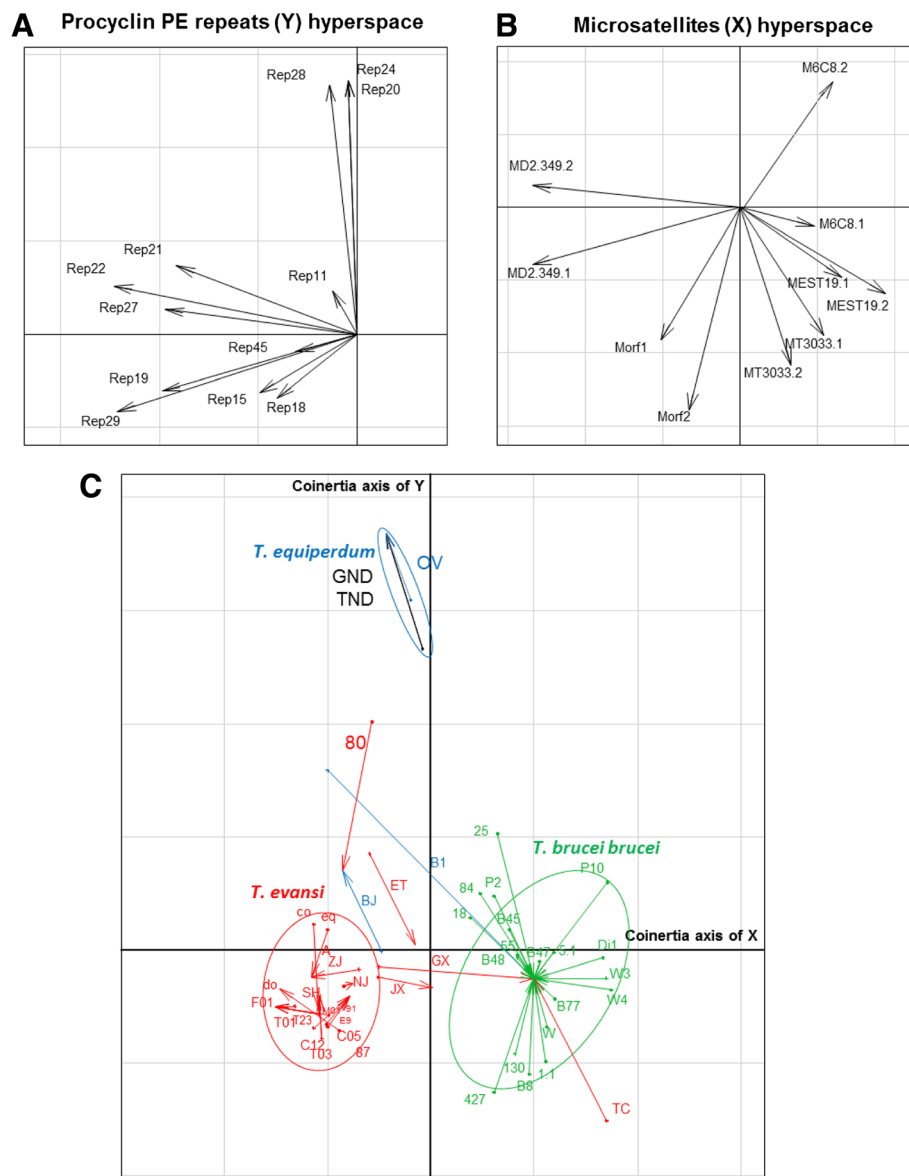 A
Procyclin PE repeats (Y) hyperspace
Rep28
Rep24
Rep20
Rep21
Rep22
Rep27
Rep11
Rep45
Rep19
Rep15
Rep18
Rep29
B
Microsatellites (X) hyperspace
M6C8.2
MD2.349.2
M6C8.1
MD2.349.1
MEST19.1
MEST19.2
Morf1
MT3033.1
MT3033.2
Morf2
C
Coinertia axis of Y
T. equiperdum
OV
GND
TND
80
25
T. brucei brucei
B1
P10
ET
84
P2
T. evansi
BJ
18
B45
co
eq
Coinertia axis of X
55
B47
5.1
Di1
A
ZJ
B48
GX
do
SH
NJ
JX
W3
W4
F01
B77
T01
T23
E9
W
C12
C05
T03
87
130
1.1
B8
427
TC